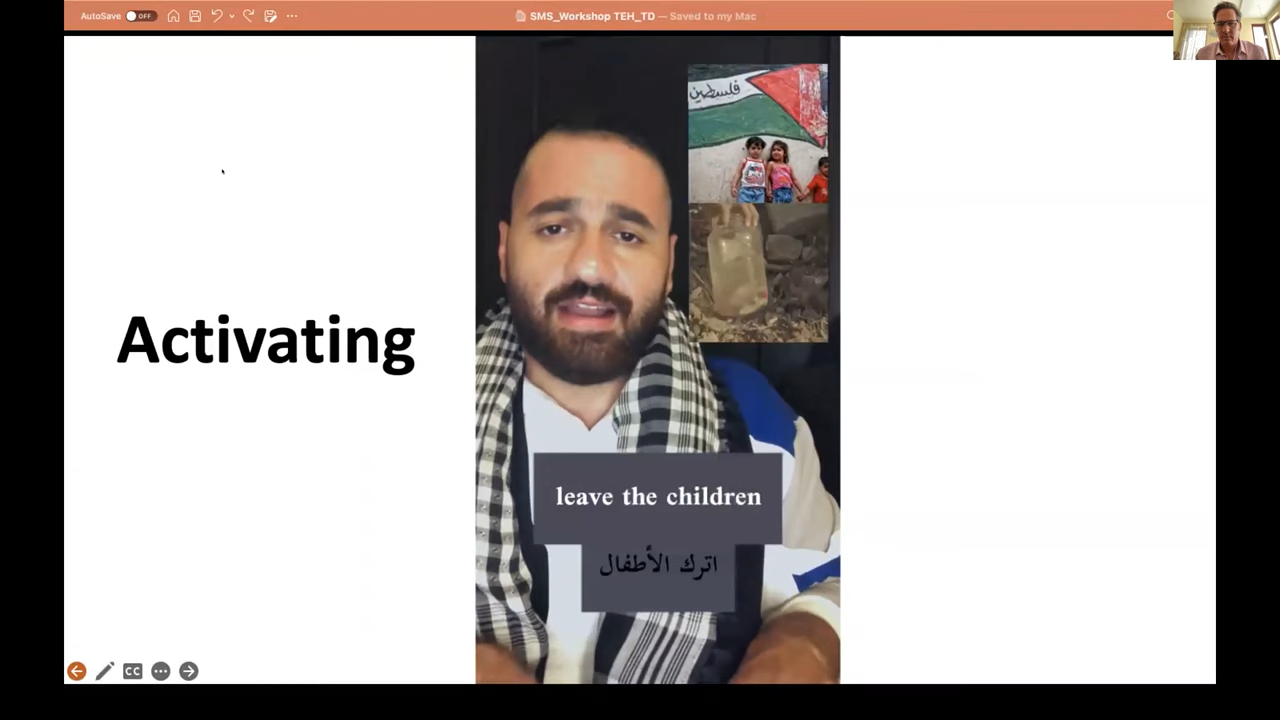 AutoSave OFF
SMS_Workshop TEH_TD — Saved to my Mac
فلسطين
Activating
leave the children
اترك الأطفال
CC